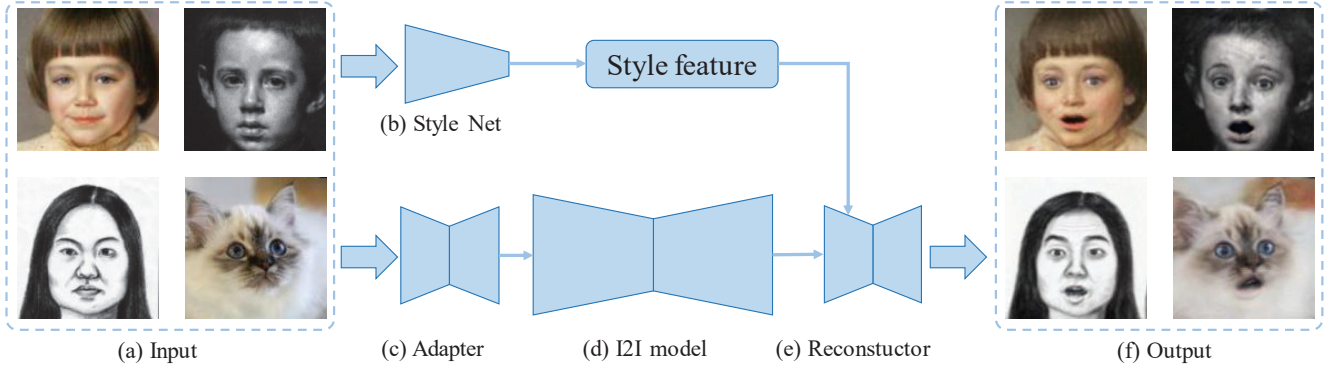 Style feature
(b) Style Net
(a) Input
(c) Adapter
(d) I2I model
(e) Reconstuctor
(f) Output